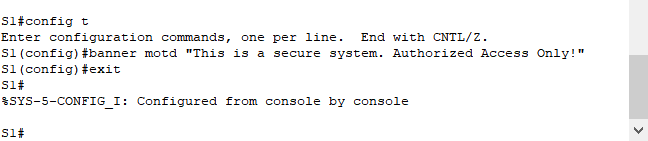 S1#config t
Enter configuration commands, one per line.  End with CNTL/Z.
S1(config)#banner motd "This is a secure system. Authorized Access Only!"
S1(config)#exit
S1#
%SYS-5-CONFIG_I: Configured from console by console
S1#